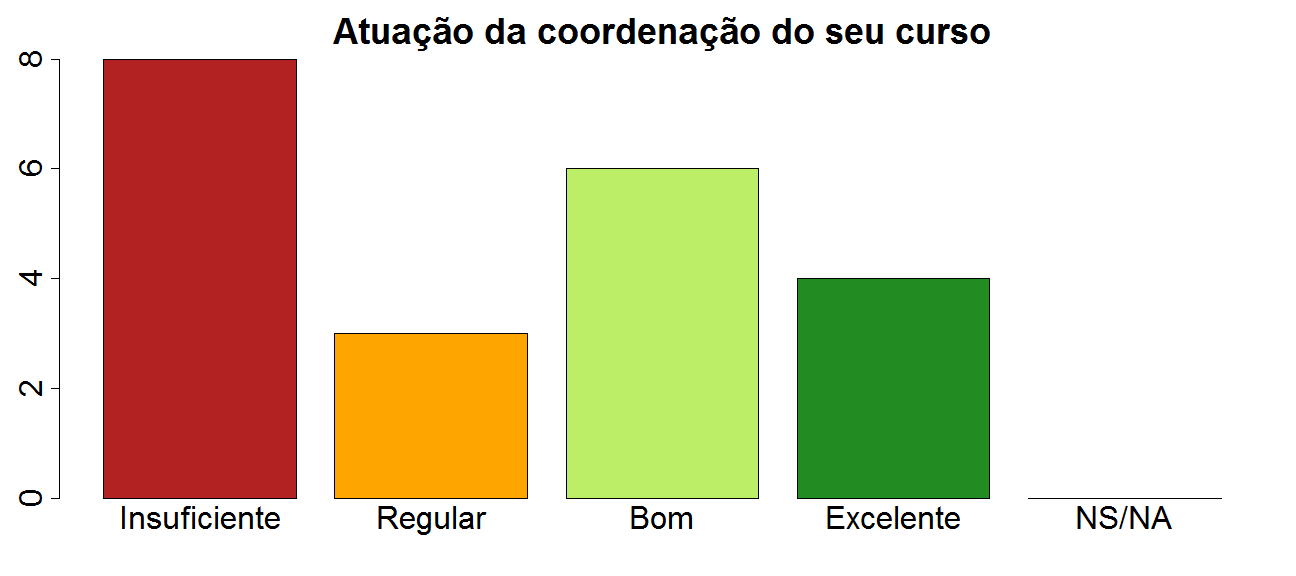 Atuação da coordenação do seu curso
8
6
4
2
0
Insuficiente Regular Bom Excelente NS/NA